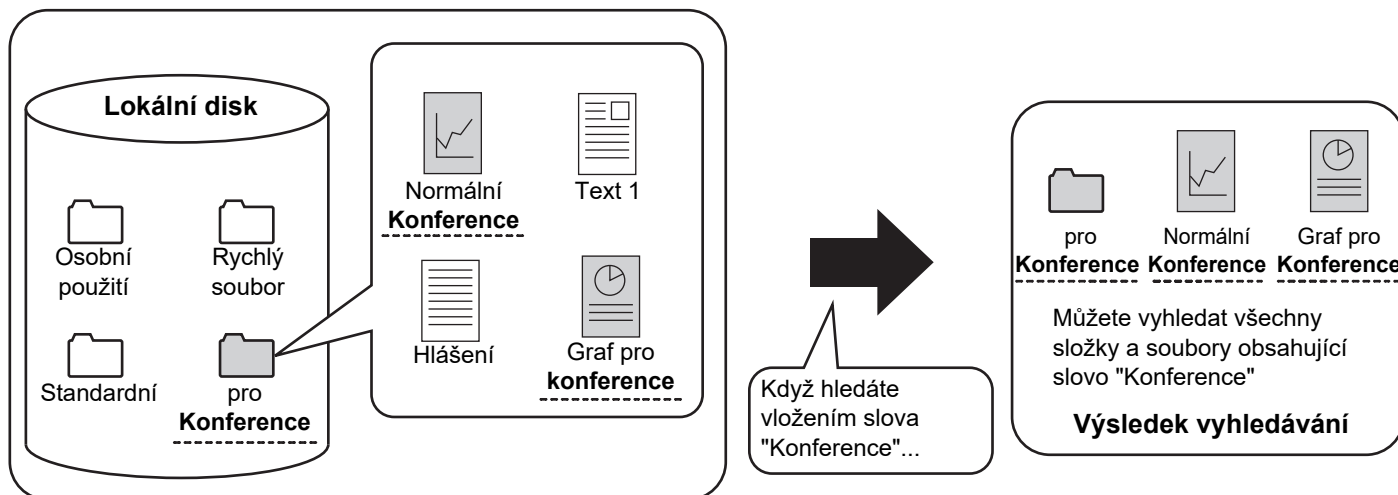 Lokální disk
Osobní
použití
Rychlý
soubor
Standardní
pro
Konference
Normální
Konference
Text 1
Hlášení
Graf pro
konference
Když hledáte
vložením slova
"Konference"...
pro
Konference
Normální
Konference
Graf pro
Konference
Můžete vyhledat všechny
složky a soubory obsahující
slovo "Konference"
Výsledek vyhledávání